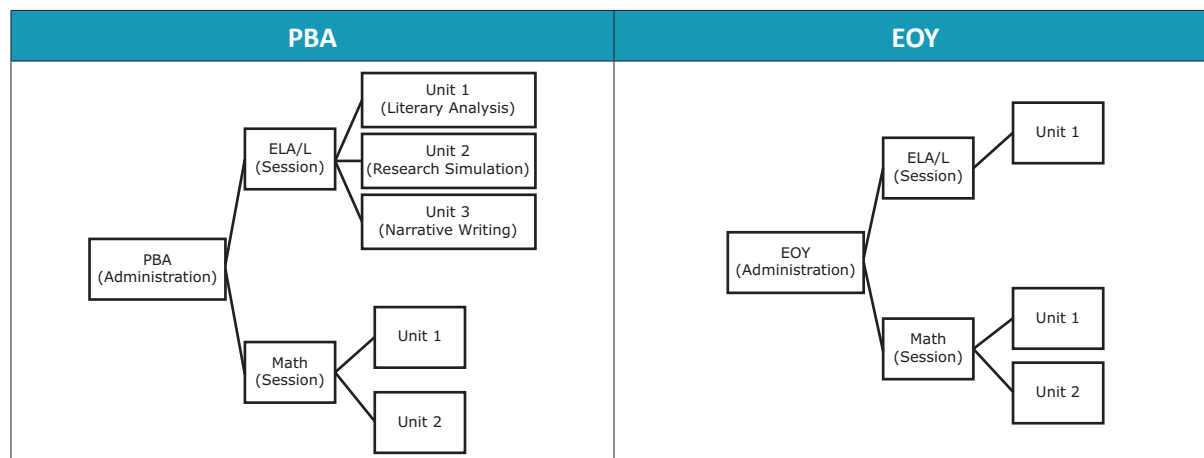 PBA
EOY
Unit 1
(Literary Analysis)
ELA/L
(Session)
Unit 2
(Research Simulation)
Unit 3
(Narrative Writing)
PBA
(Administration)
Math
(Session)
Unit 1
Unit 2
Unit 1
ELA/L
(Session)
EOY
(Administration)
Unit 1
Math
(Session)
Unit 2